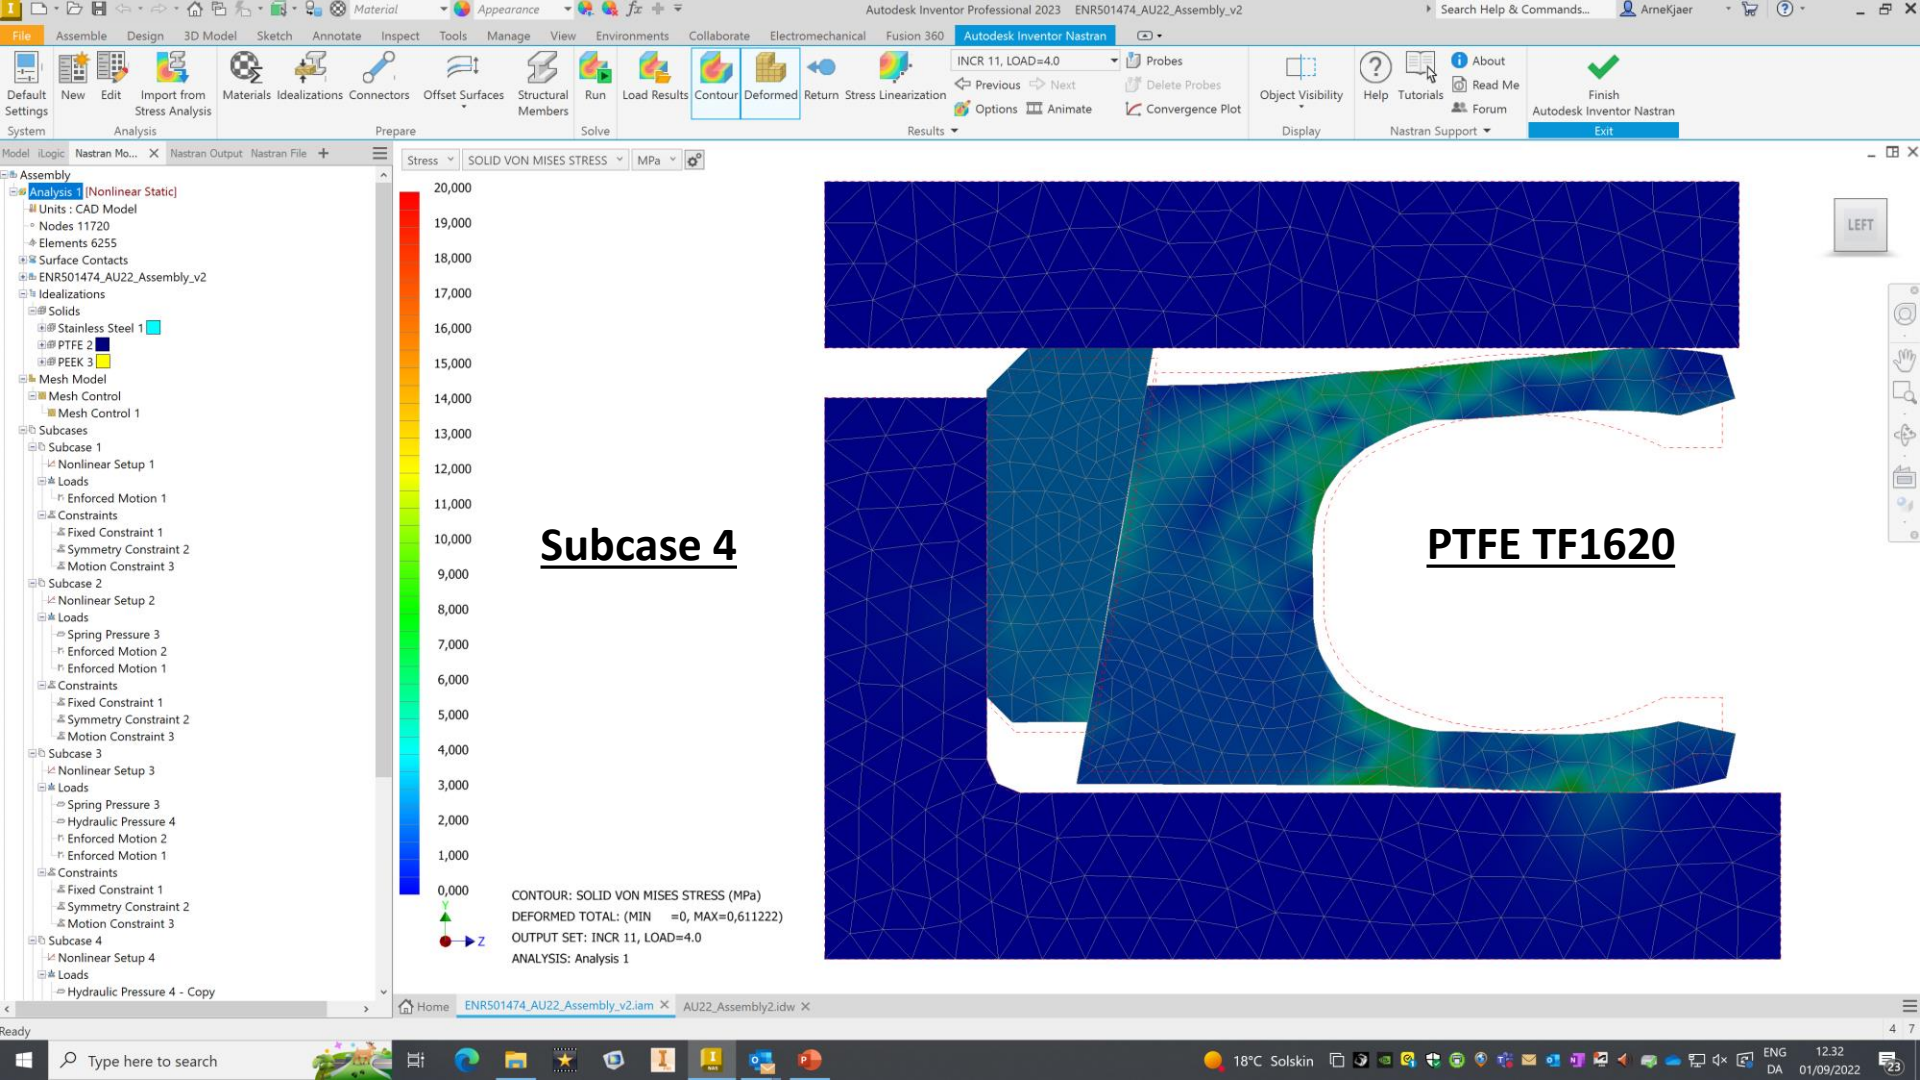 Material
Appearance
Autodesk Inventor Professional 2023 ENR501474_AU22_Assembly_v2
Search Help & Commands...
ArneKjaer
File Assemble Design 3D Model Sketch Annotate Inspect Tools Manage View Environments Collaborate Electromechanical Fusion 360 Autodesk Inventor Nastran
Default Settings
New
Edit
Import from Stress Analysis
Materials
Idealizations
Connectors
Offset Surfaces
Structural Members
Run
Load Results
Contour
Deformed
Return
Stress Linearization
INCR 11, LOAD=4.0
Previous
Next
Options
Animate
Probes
Delete Probes
Convergence Plot
Object Visibility
Help
Tutorials
About
Read Me
Forum
Finish
Autodesk Inventor Nastran
System
Analysis
Prepare
Solve
Results
Display
Nastran Support
Exit
Model iLogic Nastran Mo... Nastran Output Nastran File
Assembly
Analysis 1 [Nonlinear Static]
Units : CAD Model
Nodes 11720
Elements 6255
Surface Contacts
ENR501474_AU22_Assembly_v2
Idealizations
Solids
Stainless Steel 1
PTFE 2
PEEK 3
Mesh Model
Mesh Control
Mesh Control 1
Subcases
Subcase 1
Nonlinear Setup 1
Loads
Enforced Motion 1
Constraints
Fixed Constraint 1
Symmetry Constraint 2
Motion Constraint 3
Subcase 2
Nonlinear Setup 2
Loads
Spring Pressure 3
Enforced Motion 2
Enforced Motion 1
Constraints
Fixed Constraint 1
Symmetry Constraint 2
Motion Constraint 3
Subcase 3
Nonlinear Setup 3
Loads
Spring Pressure 3
Hydraulic Pressure 4
Enforced Motion 2
Enforced Motion 1
Constraints
Fixed Constraint 1
Symmetry Constraint 2
Motion Constraint 3
Subcase 4
Nonlinear Setup 4
Loads
Hydraulic Pressure 4 - Copy
Stress SOLID VON MISES STRESS MPa
20,000
19,000
18,000
17,000
16,000
15,000
14,000
13,000
12,000
11,000
10,000
9,000
8,000
7,000
6,000
5,000
4,000
3,000
2,000
1,000
0,000
Y
Z
Subcase 4
PTFE TF1620
LEFT
CONTOUR: SOLID VON MISES STRESS (MPa)
DEFORMED TOTAL: (MIN =0, MAX=0,611222)
OUTPUT SET: INCR 11, LOAD=4.0
ANALYSIS: Analysis 1
Home ENR501474_AU22_Assembly_v2.iam AU22_Assembly2.idw
Ready
4 7
Type here to search
18°C Solskin
ENG
DA
12.32
01/09/2022
23